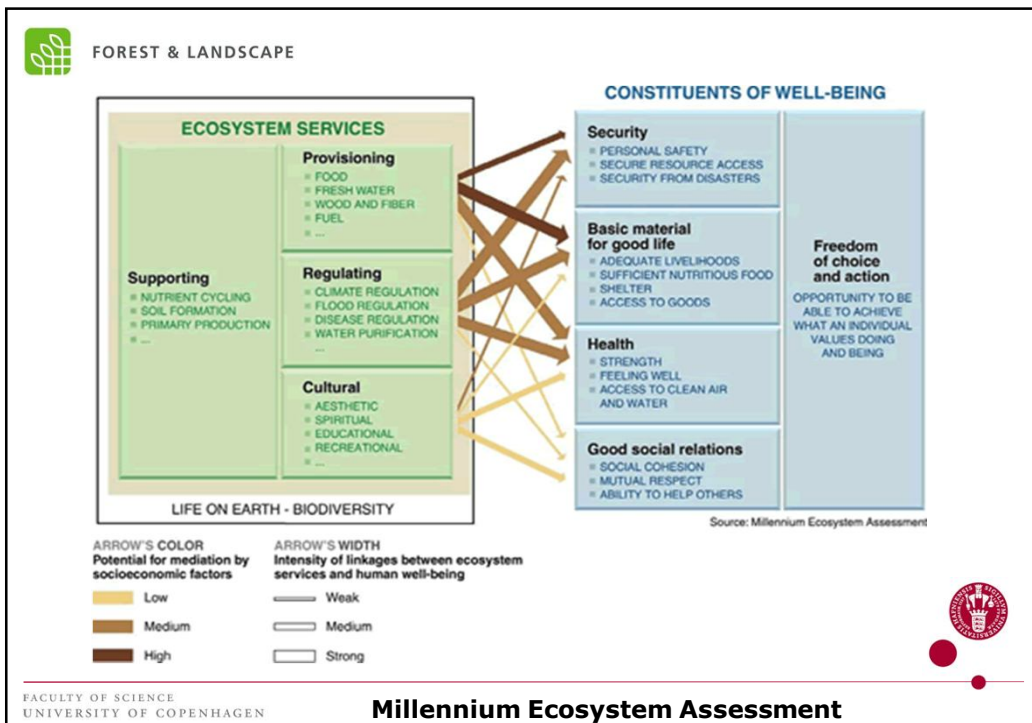 FOREST & LANDSCAPE
ECOSYSTEM SERVICES
Supporting
NUTRIENT CYCLING
SOIL FORMATION
PRIMARY PRODUCTION
...
Provisioning
FOOD
FRESH WATER
WOOD AND FIBER
FUEL
...
Regulating
CLIMATE REGULATION
FLOOD REGULATION
DISEASE REGULATION
WATER PURIFICATION
...
Cultural
AESTHETIC
SPIRITUAL
EDUCATIONAL
RECREATIONAL
...
LIFE ON EARTH - BIODIVERSITY
CONSTITUENTS OF WELL-BEING
Security
PERSONAL SAFETY
SECURE RESOURCE ACCESS
SECURITY FROM DISASTERS
Basic material
for good life
ADEQUATE LIVELIHOODS
SUFFICIENT NUTRITIOUS FOOD
SHELTER
ACCESS TO GOODS
Health
STRENGTH
FEELING WELL
ACCESS TO CLEAN AIR
AND WATER
Good social relations
SOCIAL COHESION
MUTUAL RESPECT
ABILITY TO HELP OTHERS
Freedom
of choice
and action
OPPORTUNITY TO BE
ABLE TO ACHIEVE
WHAT AN INDIVIDUAL
VALUES DOING
AND BEING
Source: Millennium Ecosystem Assessment
ARROW'S COLOR
Potential for mediation by
socioeconomic factors
Low
Medium
High
ARROW'S WIDTH
Intensity of linkages between ecosystem
services and human well-being
Weak
Medium
Strong
FACULTY OF SCIENCE
UNIVERSITY OF COPENHAGEN
Millennium Ecosystem Assessment